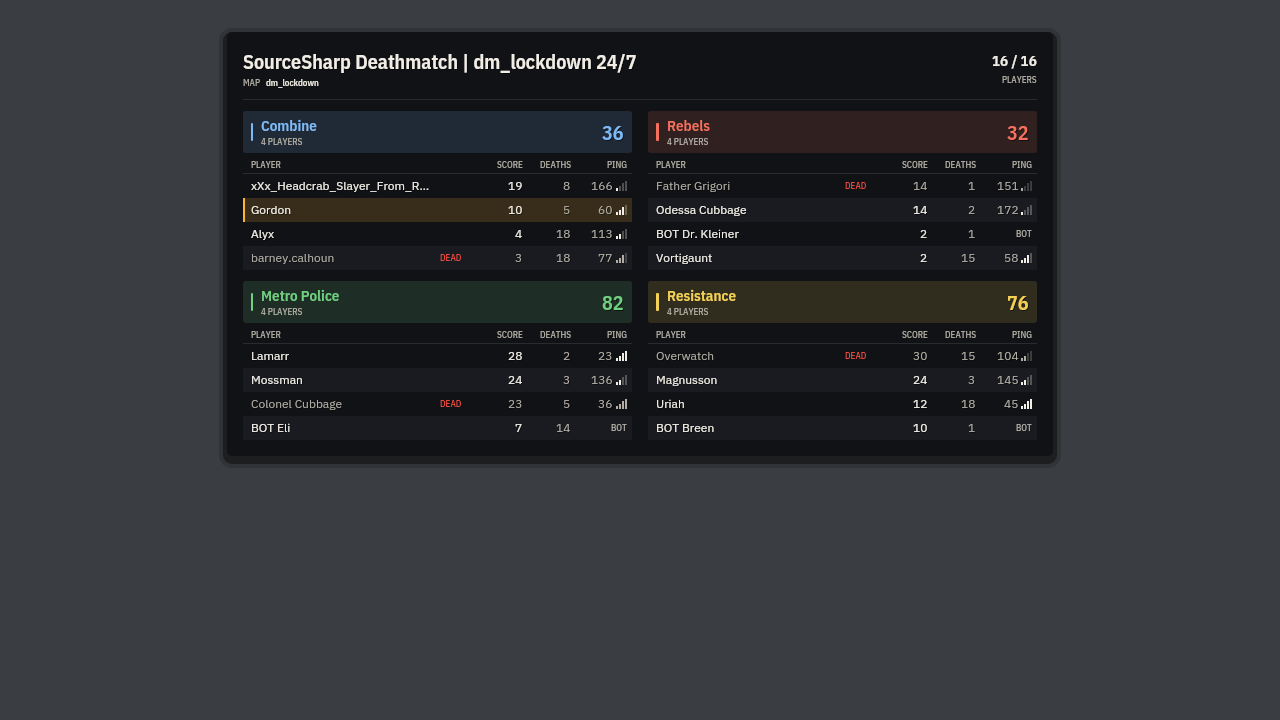 SourceSharp Deathmatch | dm_lockdown 24/7
MAP dm_lockdown
16 / 16
PLAYERS
Combine
4 PLAYERS
36
PLAYER SCORE DEATHS PING
xXx_Headcrab_Slayer_From_R... 19 8 166
Gordon 10 5 60
Alyx 4 18 113
barney.calhoun DEAD 3 18 77
Rebels
4 PLAYERS
32
PLAYER SCORE DEATHS PING
Father Grigori DEAD 14 1 151
Odessa Cubbage 14 2 172
BOT Dr. Kleiner 2 1 BOT
Vortigaunt 2 15 58
Metro Police
4 PLAYERS
82
PLAYER SCORE DEATHS PING
Lamarr 28 2 23
Mossman 24 3 136
Colonel Cubbage DEAD 23 5 36
BOT Eli 7 14 BOT
Resistance
4 PLAYERS
76
PLAYER SCORE DEATHS PING
Overwatch DEAD 30 15 104
Magnusson 24 3 145
Uriah 12 18 45
BOT Breen 10 1 BOT